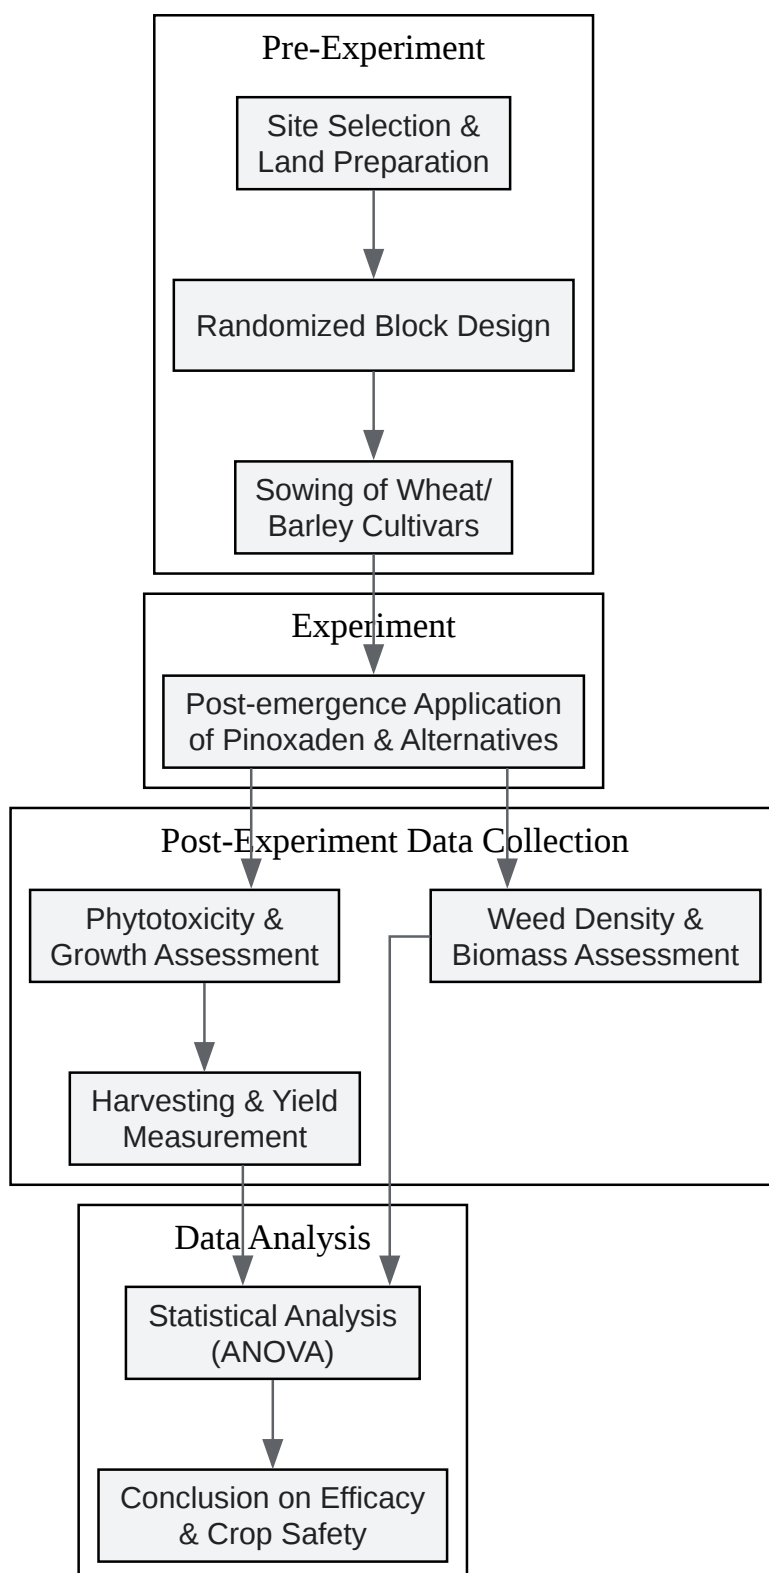 Pre-Experiment
Site Selection &
Land Preparation
Randomized Block Design
Sowing of Wheat/
Barley Cultivars
Experiment
Post-emergence Application
of Pinoxaden & Alternatives
Post-Experiment Data Collection
Phytotoxicity &
Growth Assessment
Weed Density &
Biomass Assessment
Harvesting & Yield
Measurement
Data Analysis
Statistical Analysis
(ANOVA)
Conclusion on Efficacy
& Crop Safety